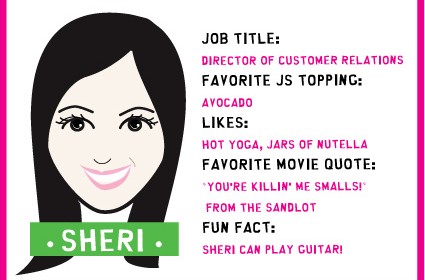 JOB TITLE:
DIRECTOR OF CUSTOMER RELATIONS
FAVORITE JS TOPPING:
AVOCADO
LIKES:
HOT YOGA, JARS OF NUTELLA
FAVORITE MOVIE QUOTE:
"YOU'RE KILLIN' ME SMALLS!"
FROM THE SANDLOT
FUN FACT:
SHERI CAN PLAY GUITAR!
• SHERI •